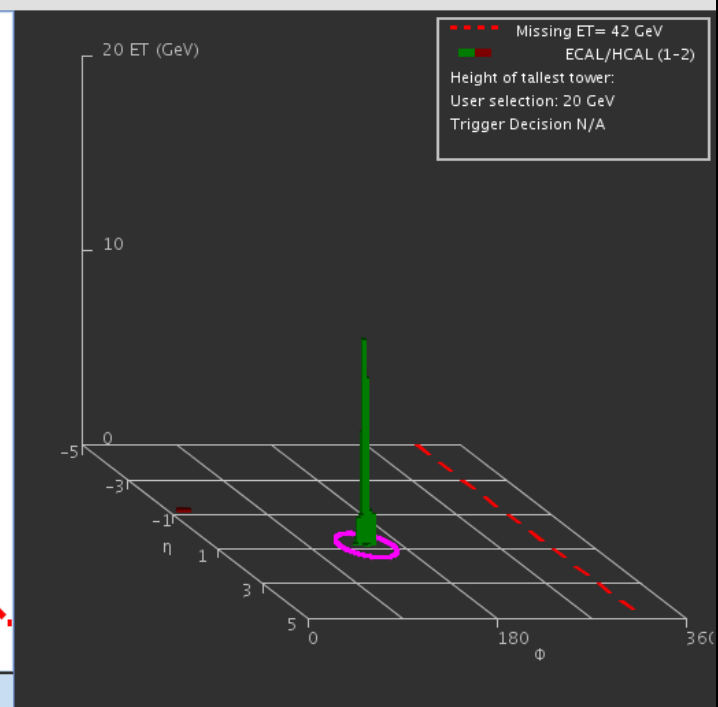 20 ET (GeV)
Missing ET= 42 GeV
ECAL/HCAL (1-2)
Height of tallest tower:
User selection: 20 GeV
Trigger Decision N/A
10
0
-5
-3
-1
η
1
3
5
0
180
360
Φ